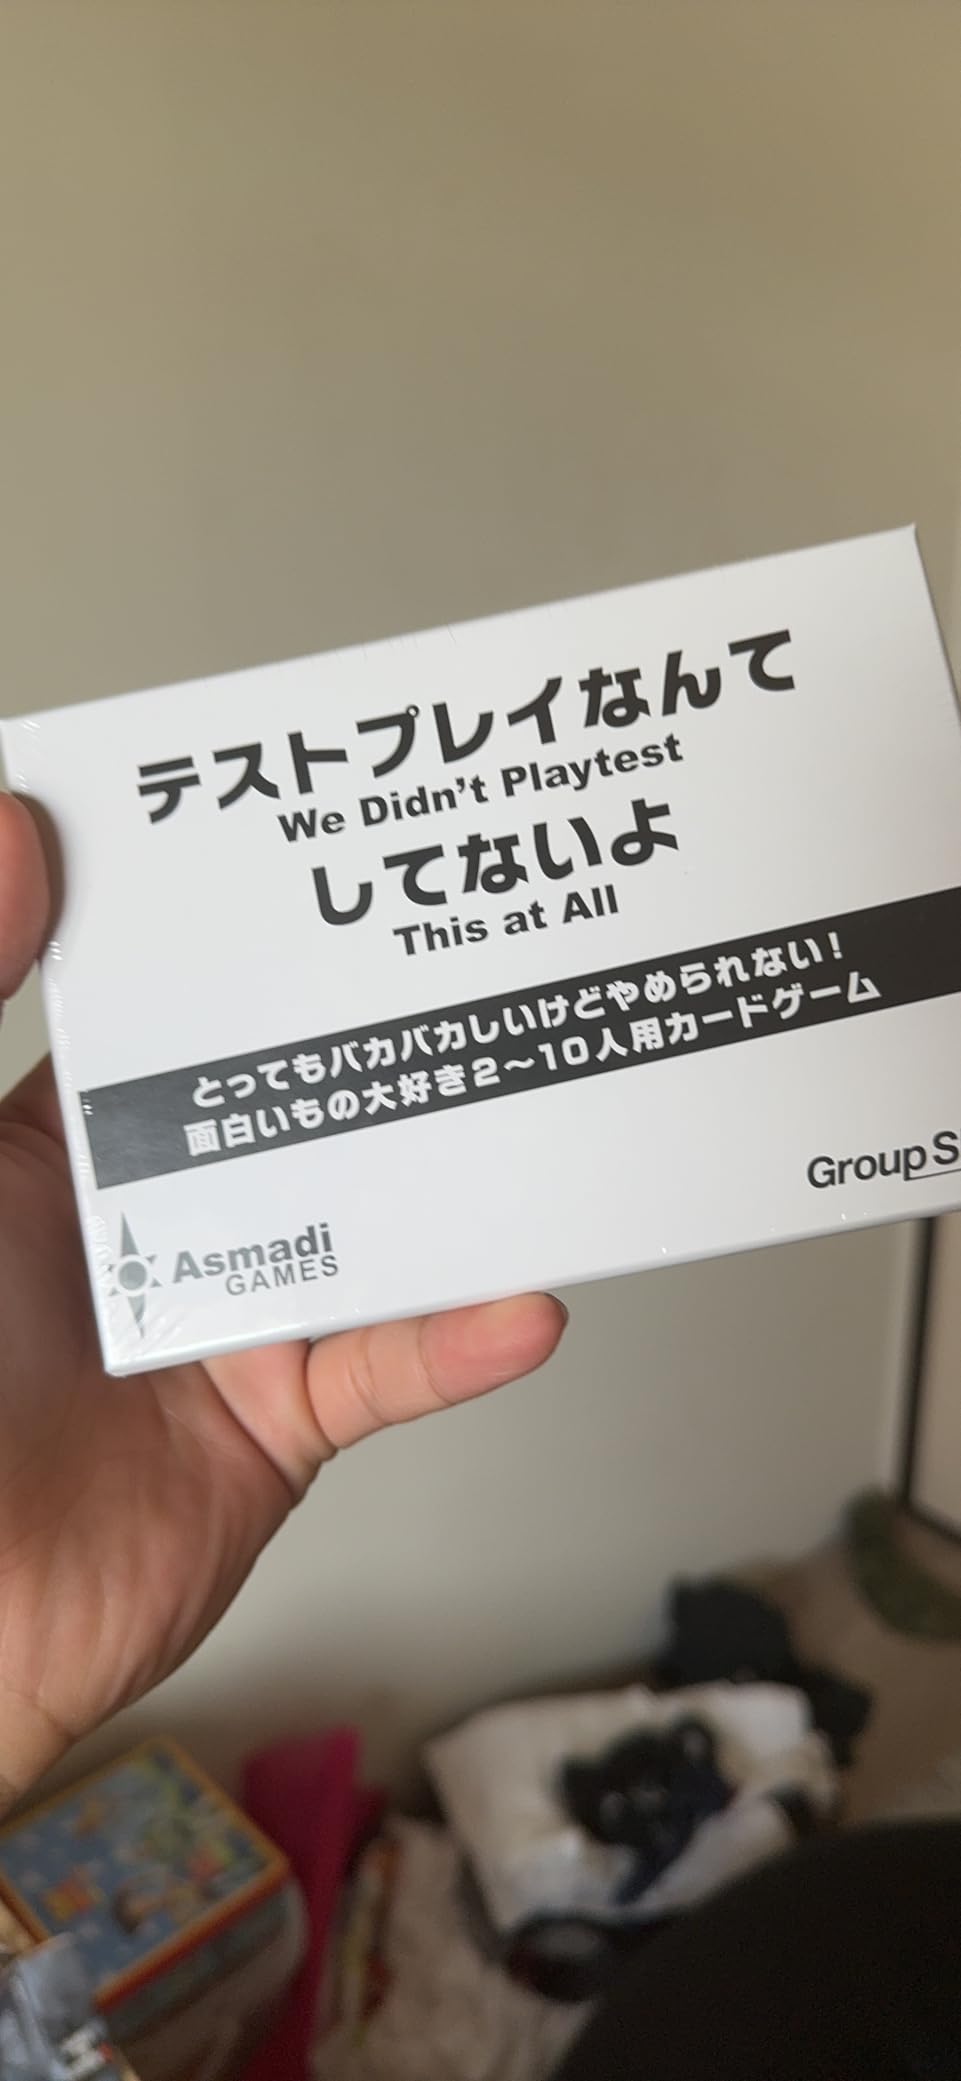 テストプレイなんて
We Didn't Playtest
してないよ
This at All
とってもバカバカしいけどやめられない！
面白いもの大好き2～10人用カードゲーム
Group
Asmadi
GAMES